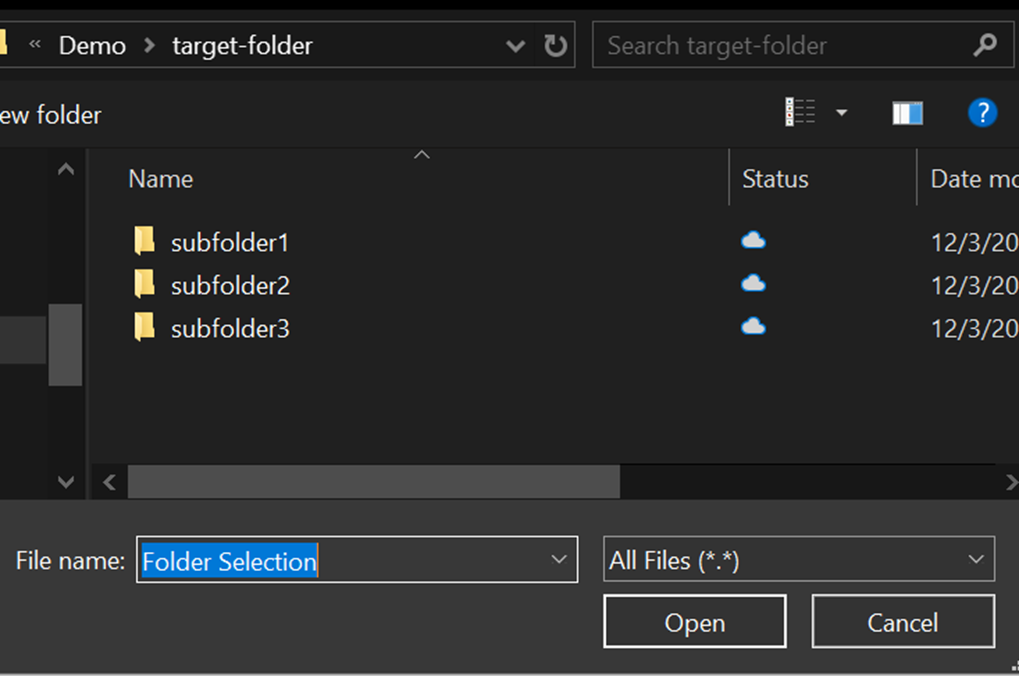 « Demo > target-folder
Search target-folder
ew folder
?
Name Status Date mo
subfolder1 12/3/20
subfolder2 12/3/20
subfolder3 12/3/20
File name: Folder Selection All Files (*.*)
Open Cancel